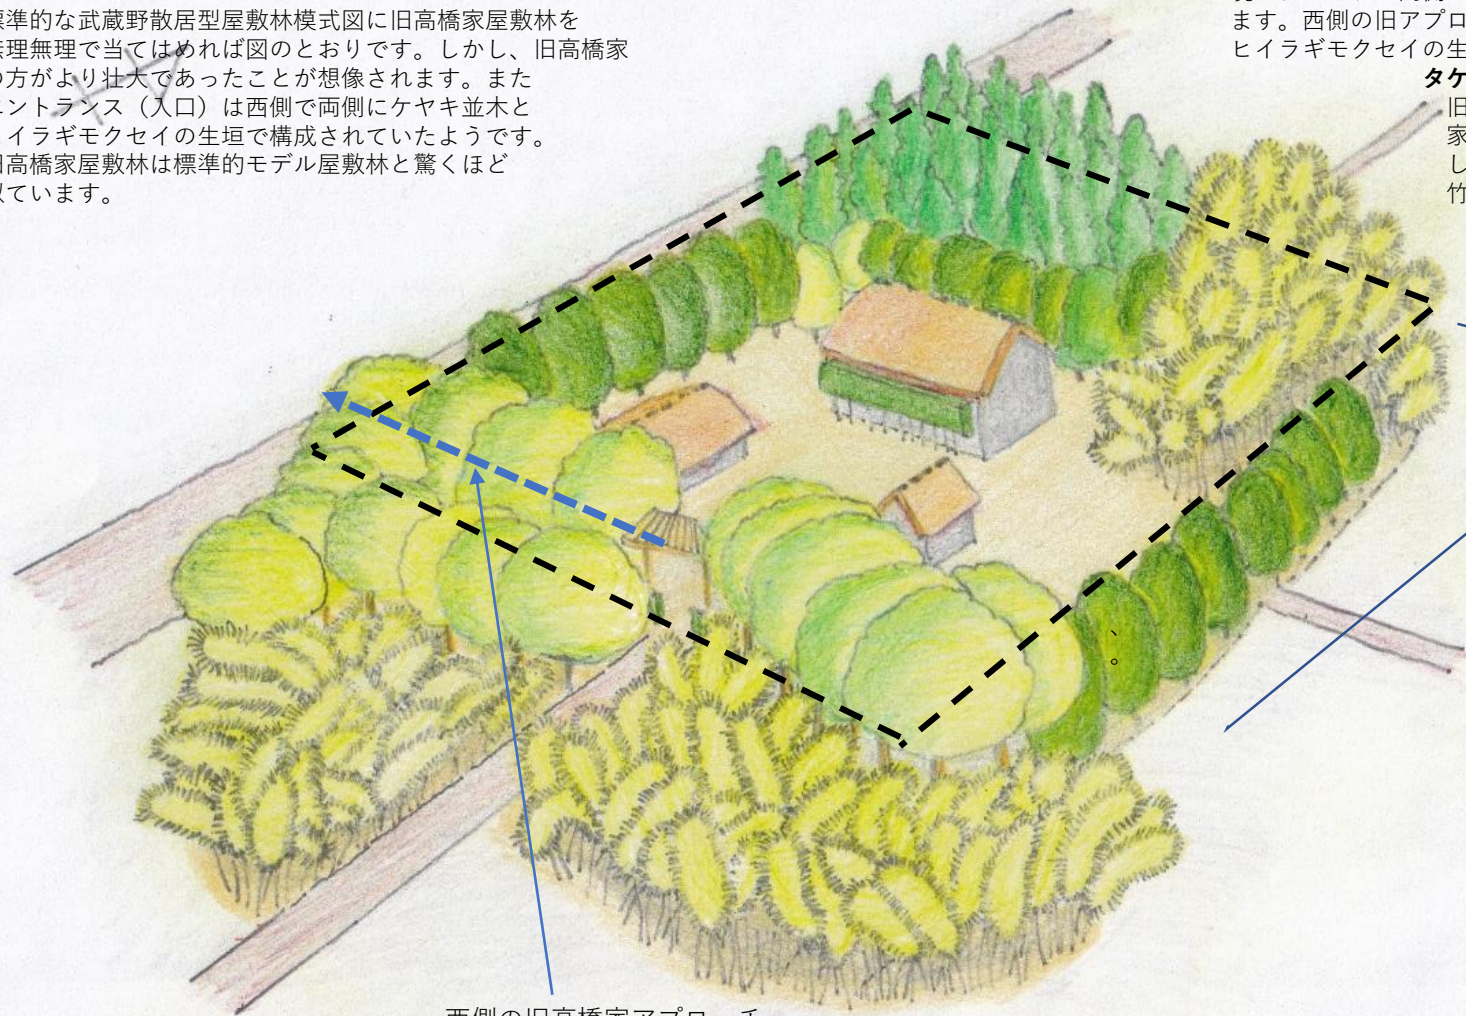 標準的な武蔵野散居型屋敷林模式図に旧高橋家屋敷林を
無理無理で当てはめれば図のとおりです。しかし、旧高橋家
の方がより壮大であったことが想像されます。また
エントランス（入口）は西側で両側にケヤキ並木と
ヒイラギモクセイの生垣で構成されていたようです。
旧高橋家屋敷林は標準的モデル屋敷林と驚くほど
似ています。
ます。西側の旧アプロ
ヒイラギモクセイの生
タケ
旧
家
し
竹
、
。
西側の旧高橋家アプローチ